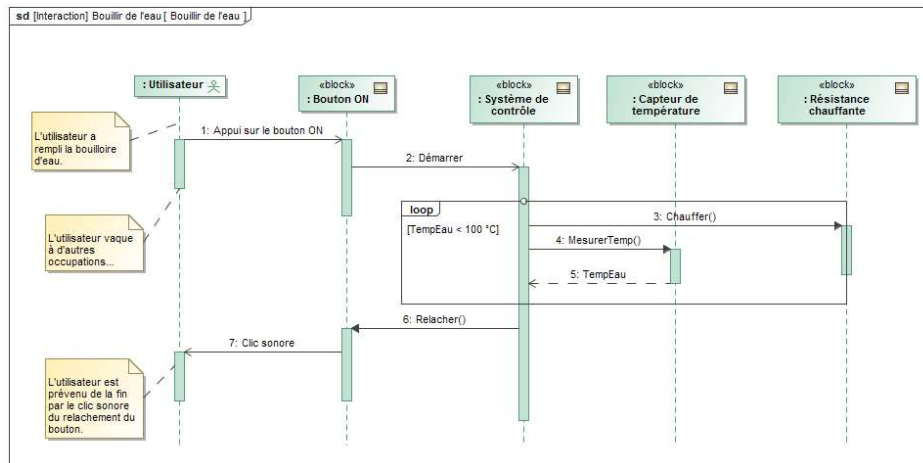 sd [Interaction] Bouillir de l'eau [ Bouillir de l'eau ]
: Utilisateur
«block»
: Bouton ON
«block»
: Système de
contrôle
«block»
: Capteur de
température
«block»
: Résistance
chauffante
L'utilisateur a
rempli la bouilloire
d'eau.
1: Appui sur le bouton ON
2: Démarrer
loop
[TempEau < 100 °C]
3: Chauffer()
4: MesurerTemp()
5: TempEau
L'utilisateur vaque
à d'autres
occupations...
6: Relacher()
7: Clic sonore
L'utilisateur est
prévenu de la fin
par le clic sonore
du relachement du
bouton.